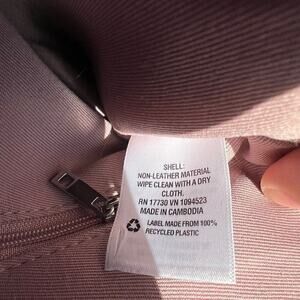 SHELL:
NON-LEATHER MATERIAL
WIPE CLEAN WITH A DRY
CLOTH.
RN 17730 VN 1094523
MADE IN CAMBODIA
LABEL MADE FROM 100%
RECYCLED PLASTIC